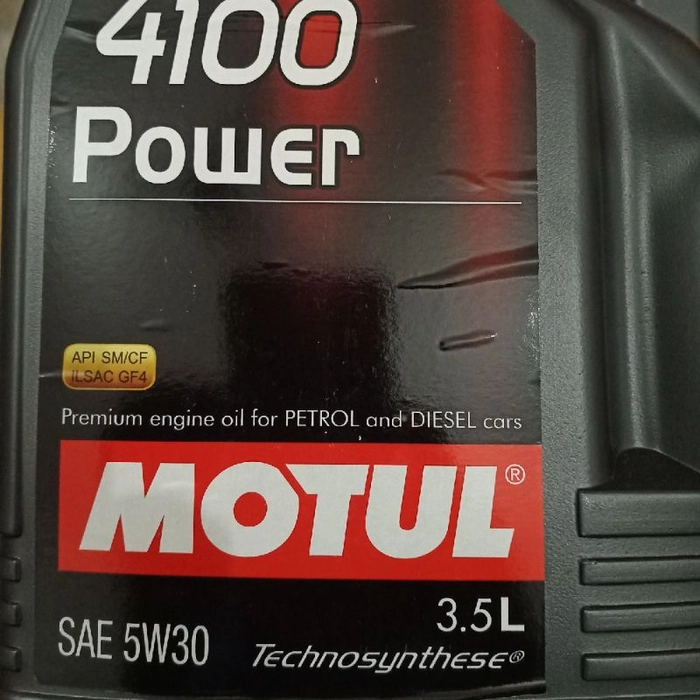 4100
Power
API SM/CF
ILSAC GF4
Premium engine oil for PETROL and DIESEL cars
MOTUL®
3.5L
SAE 5W30
Technosynthese®